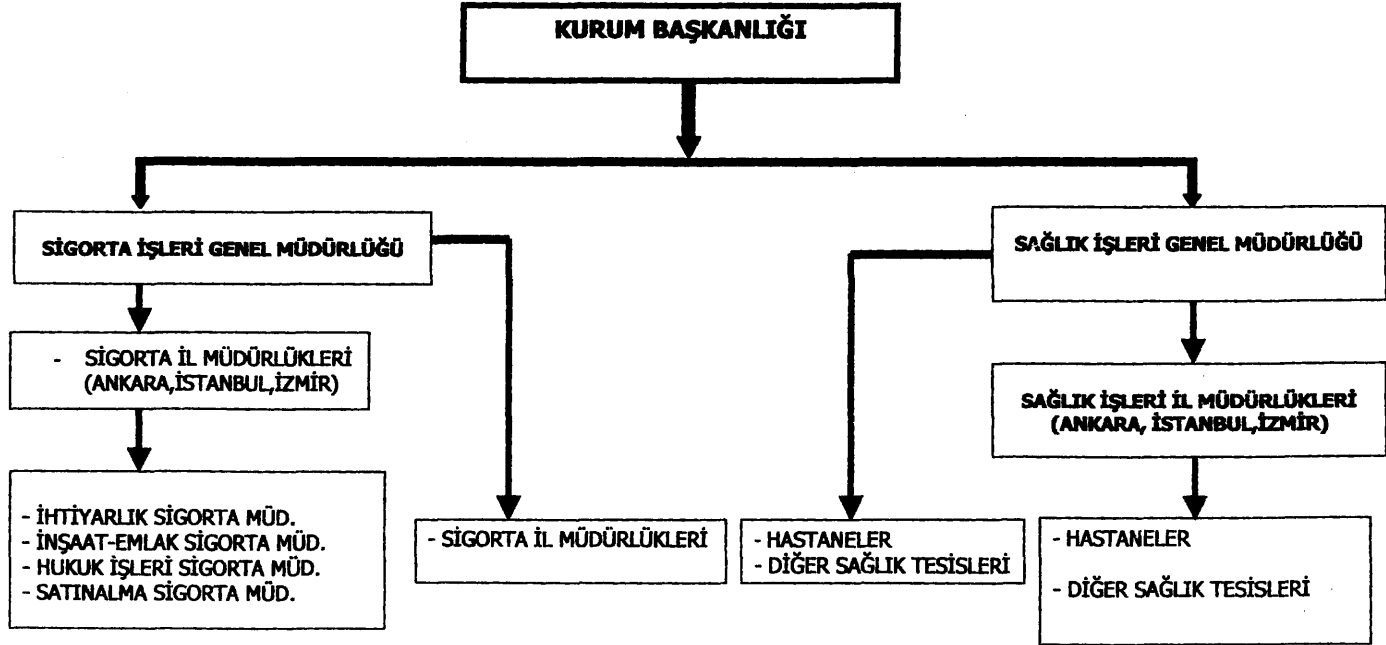 KURUM BAŞKANLIĞI
SİGORTA İŞLERİ GENEL MÜDÜRLÜĞÜ
SAĞLIK İŞLERİ GENEL MÜDÜRLÜĞÜ
- SİGORTA İL MÜDÜRLÜKLERİ
(ANKARA,İSTANBUL,İZMİR)
SAĞLIK İŞLERİ İL MÜDÜRLÜKLERİ
(ANKARA, İSTANBUL,İZMİR)
- İHTİYARLIK SİGORTA MÜD.
- İNŞAAT-EMLAK SİGORTA MÜD.
- HUKUK İŞLERİ SİGORTA MÜD.
- SATINALMA SİGORTA MÜD.
- SİGORTA İL MÜDÜRLÜKLERİ
- HASTANELER
- DİĞER SAĞLIK TESİSLERİ
- HASTANELER
- DİĞER SAĞLIK TESİSLERİ